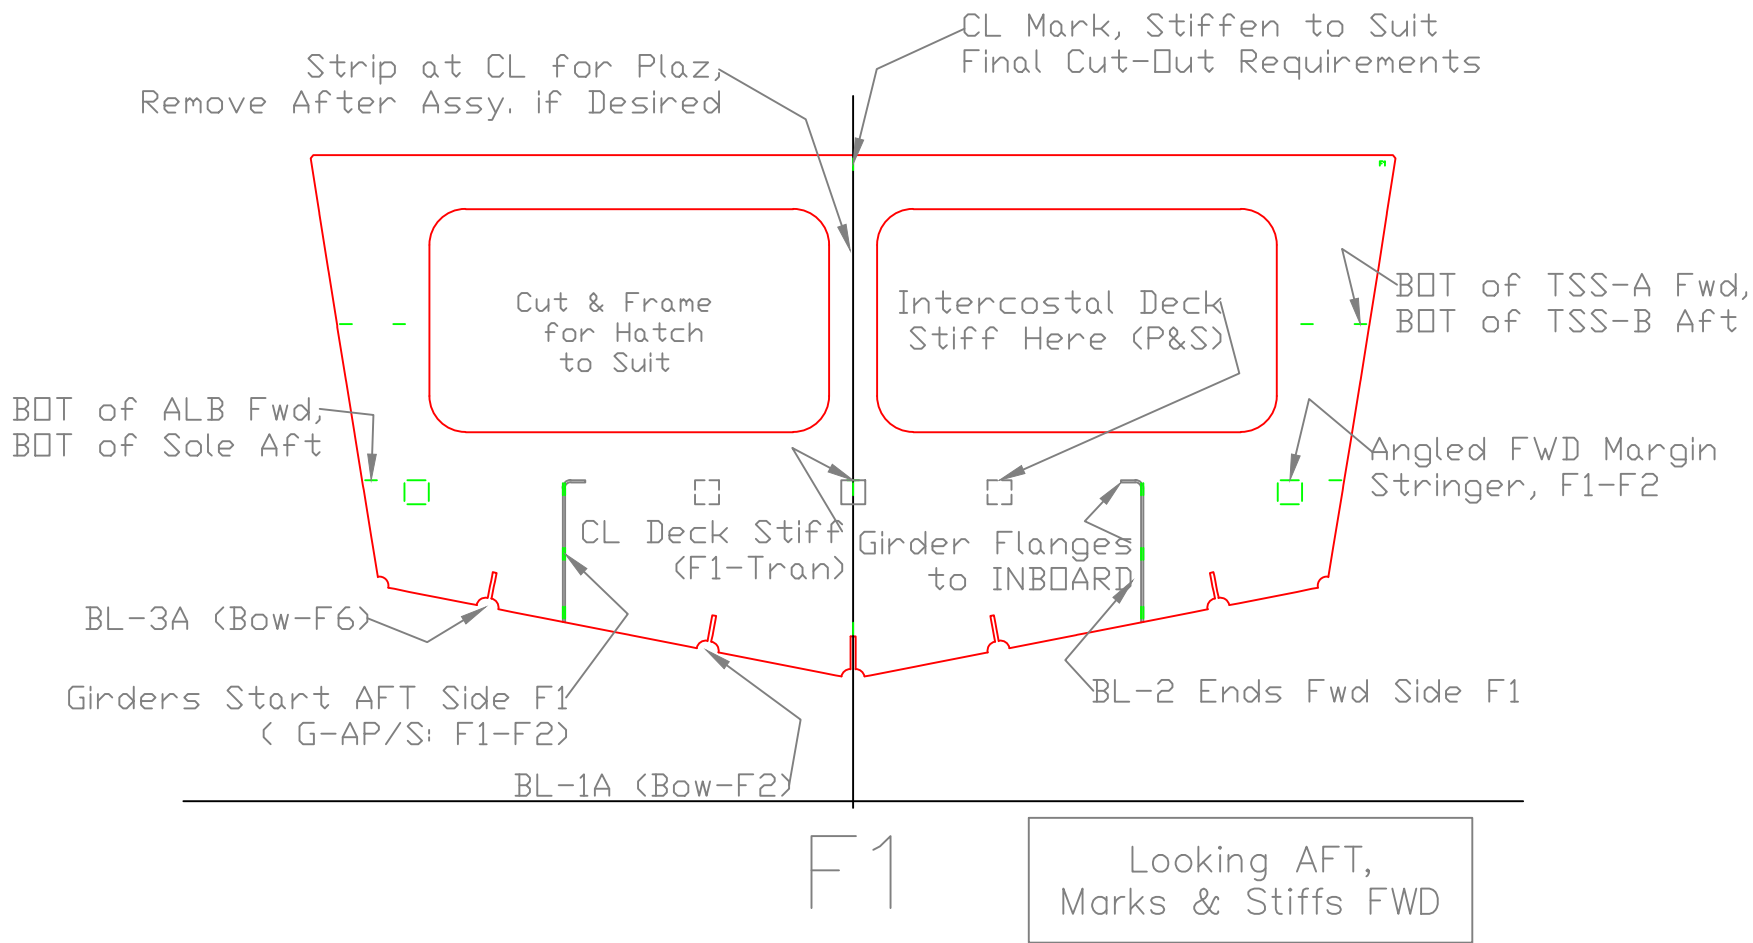 CL Mark, Stiffen to Suit
Final Cut-Out Requirements
Strip at CL for Plaz,
Remove After Assy. if Desired
Cut & Frame
for Hatch
to Suit
Intercostal Deck
Stiff Here (P&S)
BOT of TSS-A Fwd,
BOT of TSS-B Aft
BOT of ALB Fwd,
BOT of Sole Aft
Angled FWD Margin
Stringer, F1-F2
CL Deck Stiff
(F1-Tran)
Girder Flanges
to INBOARD
BL-3A (Bow-F6)
Girders Start AFT Side F1
( G-AP/S: F1-F2)
BL-2 Ends Fwd Side F1
BL-1A (Bow-F2)
F1
Looking AFT,
Marks & Stiffs FWD